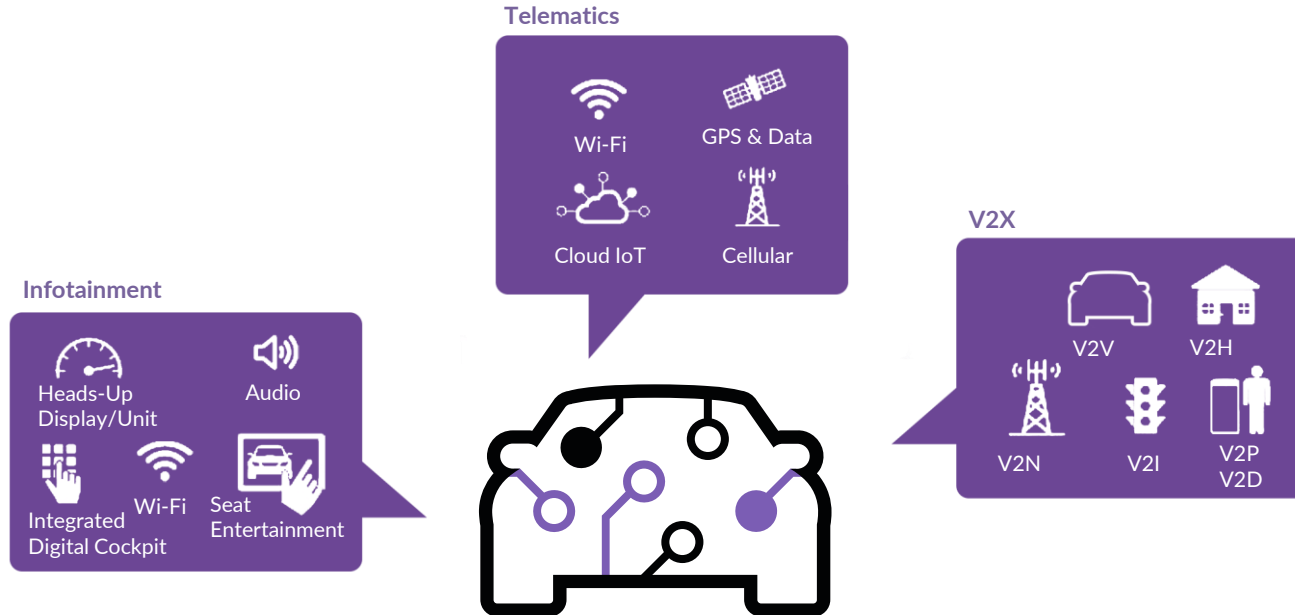 Telematics
Wi-Fi
GPS & Data
Cloud IoT
Cellular
V2X
V2V
V2H
V2N
V2I
V2P
V2D
Infotainment
Heads-Up
Display/Unit
Audio
Integrated
Digital Cockpit
Wi-Fi
Seat
Entertainment